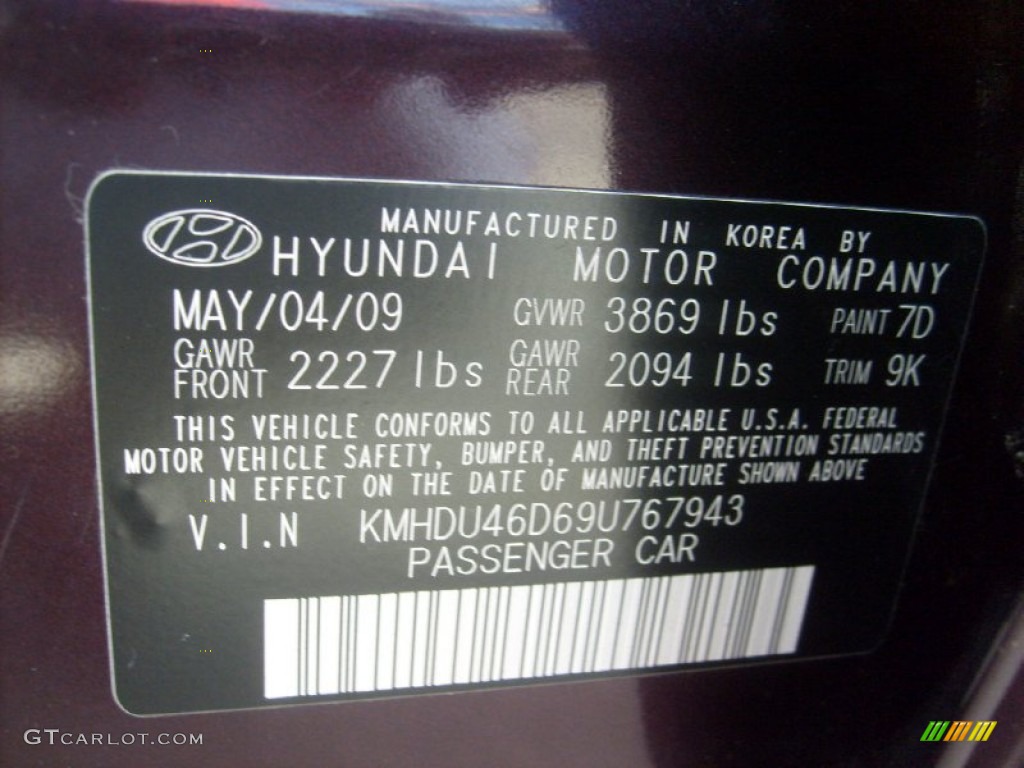 MANUFACTURED IN KOREA BY
HYUNDAI MOTOR COMPANY
MAY/04/09 GVWR 3869 lbs PAINT 7D
GAWR FRONT 2227 lbs GAWR REAR 2094 lbs TRIM 9K
THIS VEHICLE CONFORMS TO ALL APPLICABLE U.S.A. FEDERAL
MOTOR VEHICLE SAFETY, BUMPER, AND THEFT PREVENTION STANDARDS
IN EFFECT ON THE DATE OF MANUFACTURE SHOWN ABOVE
V.I.N KMHDU46D69U767943
PASSENGER CAR
GTCARLOT.COM